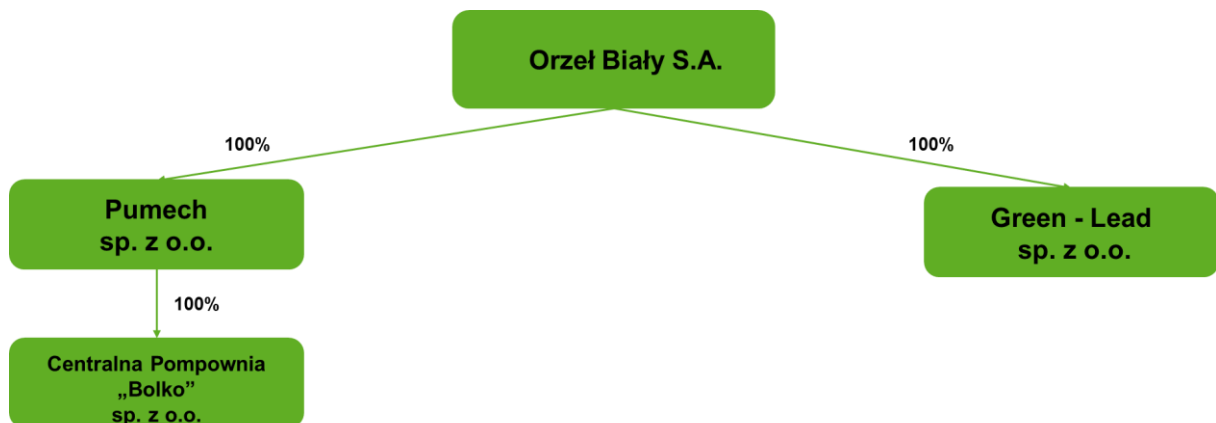 Orzeł Biały S.A.
100%
100%
Pumech
sp. z o.o.
Green - Lead
sp. z o.o.
100%
Centralna Pompownia
„Bolko”
sp. z o.o.